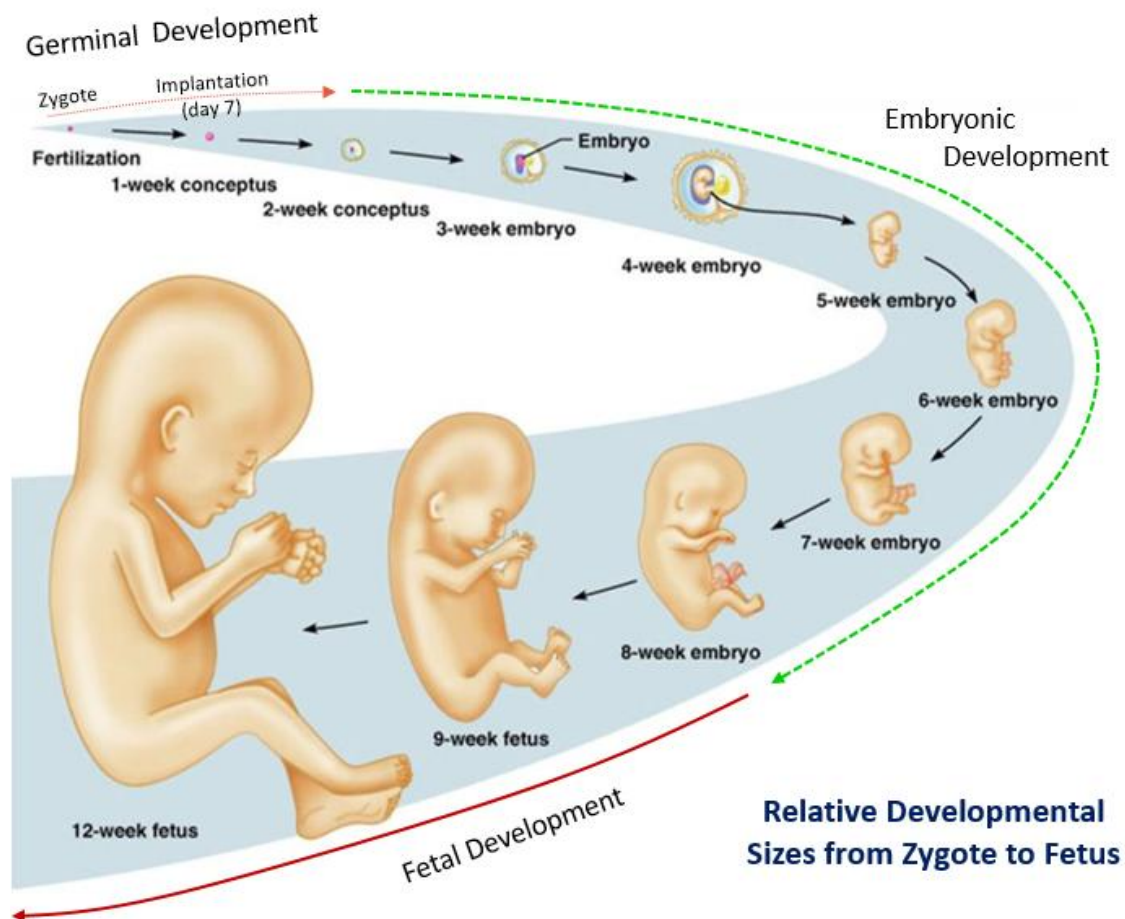 Germinal Development
Zygote
Implantation
(day 7)
Fertilization
1-week conceptus
2-week conceptus
Embryo
3-week embryo
4-week embryo
Embryonic
Development
5-week embryo
6-week embryo
7-week embryo
8-week embryo
9-week fetus
12-week fetus
Fetal Development
Relative Developmental
Sizes from Zygote to Fetus